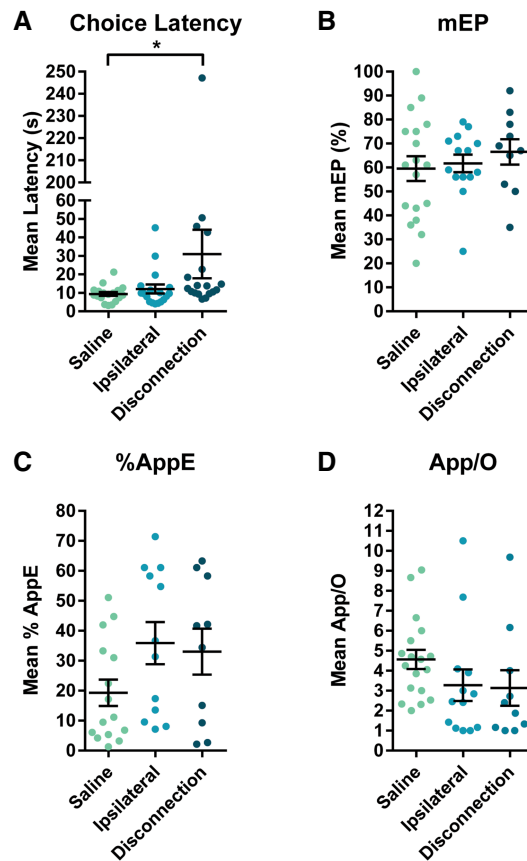 A Choice Latency
*
250
240
230
220
210
200
60
50
40
30
20
10
0
Mean Latency (s)
Saline
Ipsilateral
Disconnection
B mEP
100
90
80
70
60
50
40
30
20
10
0
Mean mEP (%)
Saline
Ipsilateral
Disconnection
C %AppE
80
70
60
50
40
30
20
10
0
Mean % AppE
Saline
Ipsilateral
Disconnection
D App/O
12
11
10
9
8
7
6
5
4
3
2
1
0
Mean App/O
Saline
Ipsilateral
Disconnection